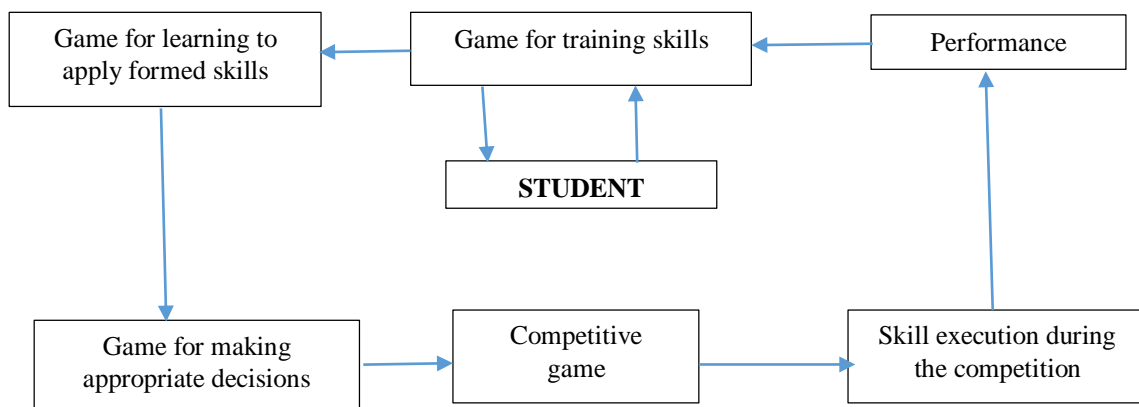 Game for learning to
apply formed skills
Game for training skills
Performance
STUDENT
Game for making
appropriate decisions
Competitive
game
Skill execution during
the competition